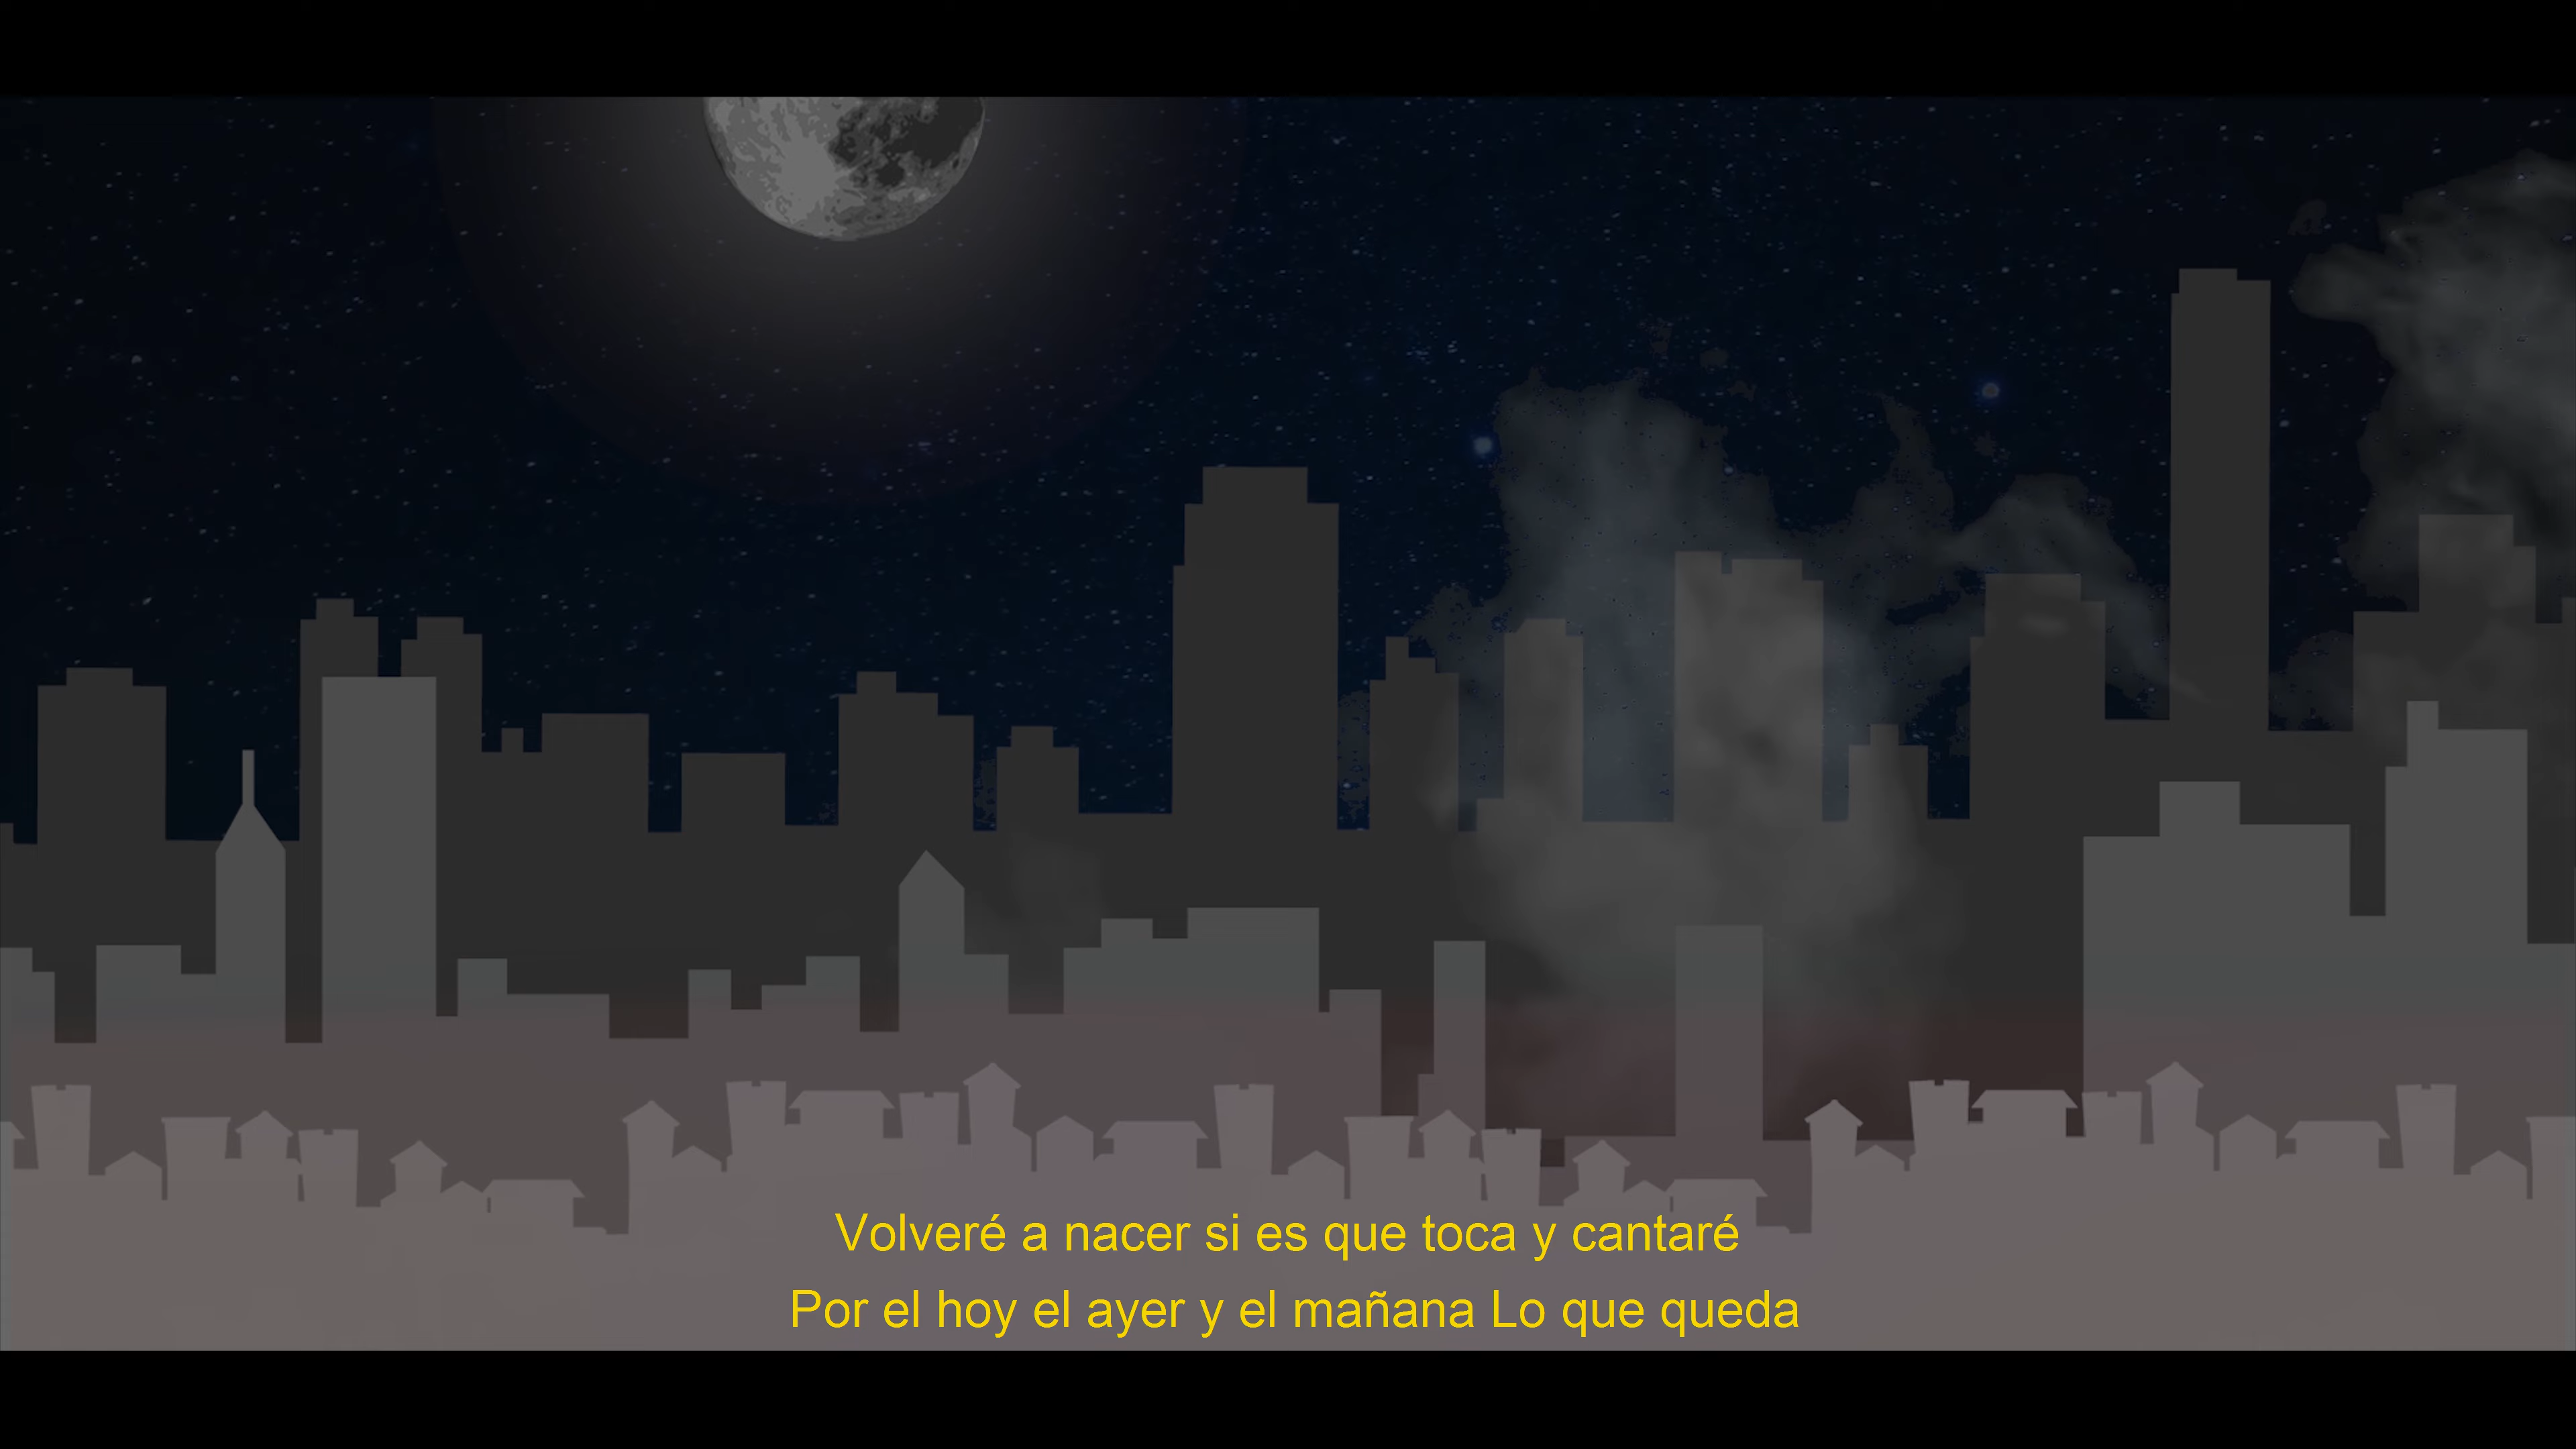 Volveré a nacer si es que toca y cantaré
Por el hoy el ayer y el mañana Lo que queda